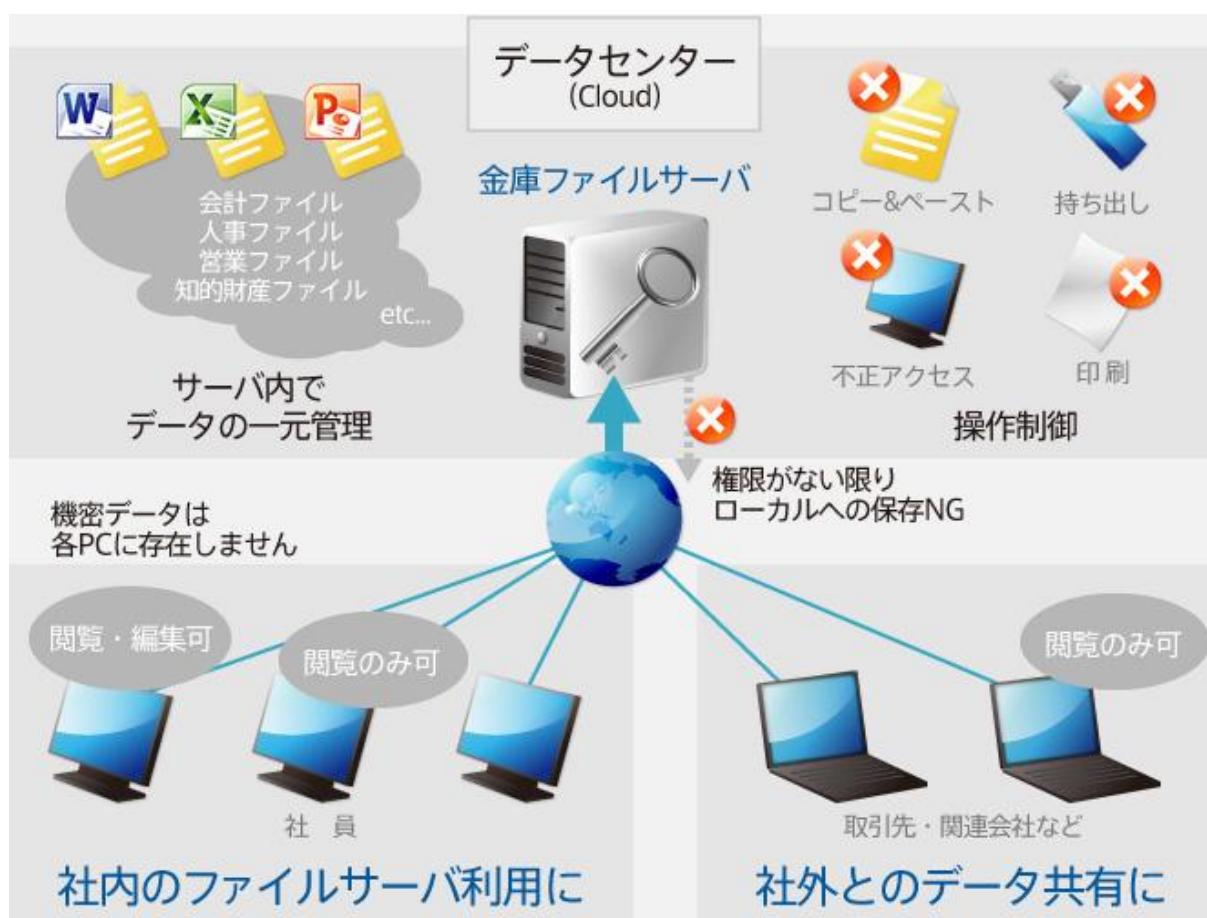 データセンター
(Cloud)
W
X
P
会計ファイル
人事ファイル
営業ファイル
知的財産ファイル
etc...
サーバ内で
データの一元管理
金庫ファイルサーバ
コピー&ペースト
持ち出し
不正アクセス
印刷
操作制御
権限がない限り
ローカルへの保存NG
機密データは
各PCに存在しません
閲覧・編集可
閲覧のみ可
閲覧のみ可
社 員
取引先・関連会社など
社内のファイルサーバ利用に
社外とのデータ共有に